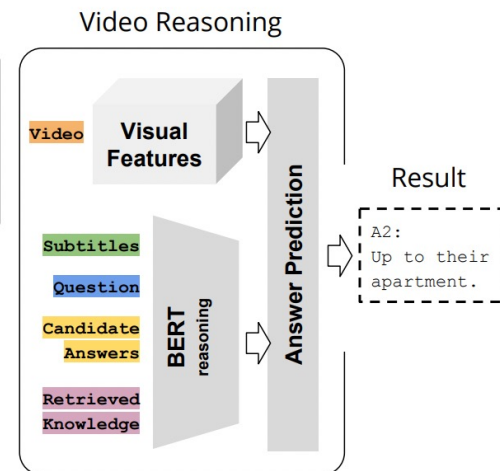 Video Reasoning
Video
Visual
Features
Subtitles
Question
Candidate
Answers
Retrieved
Knowledge
BERT
reasoning
Answer Prediction
Result
A2:
Up to their
apartment.